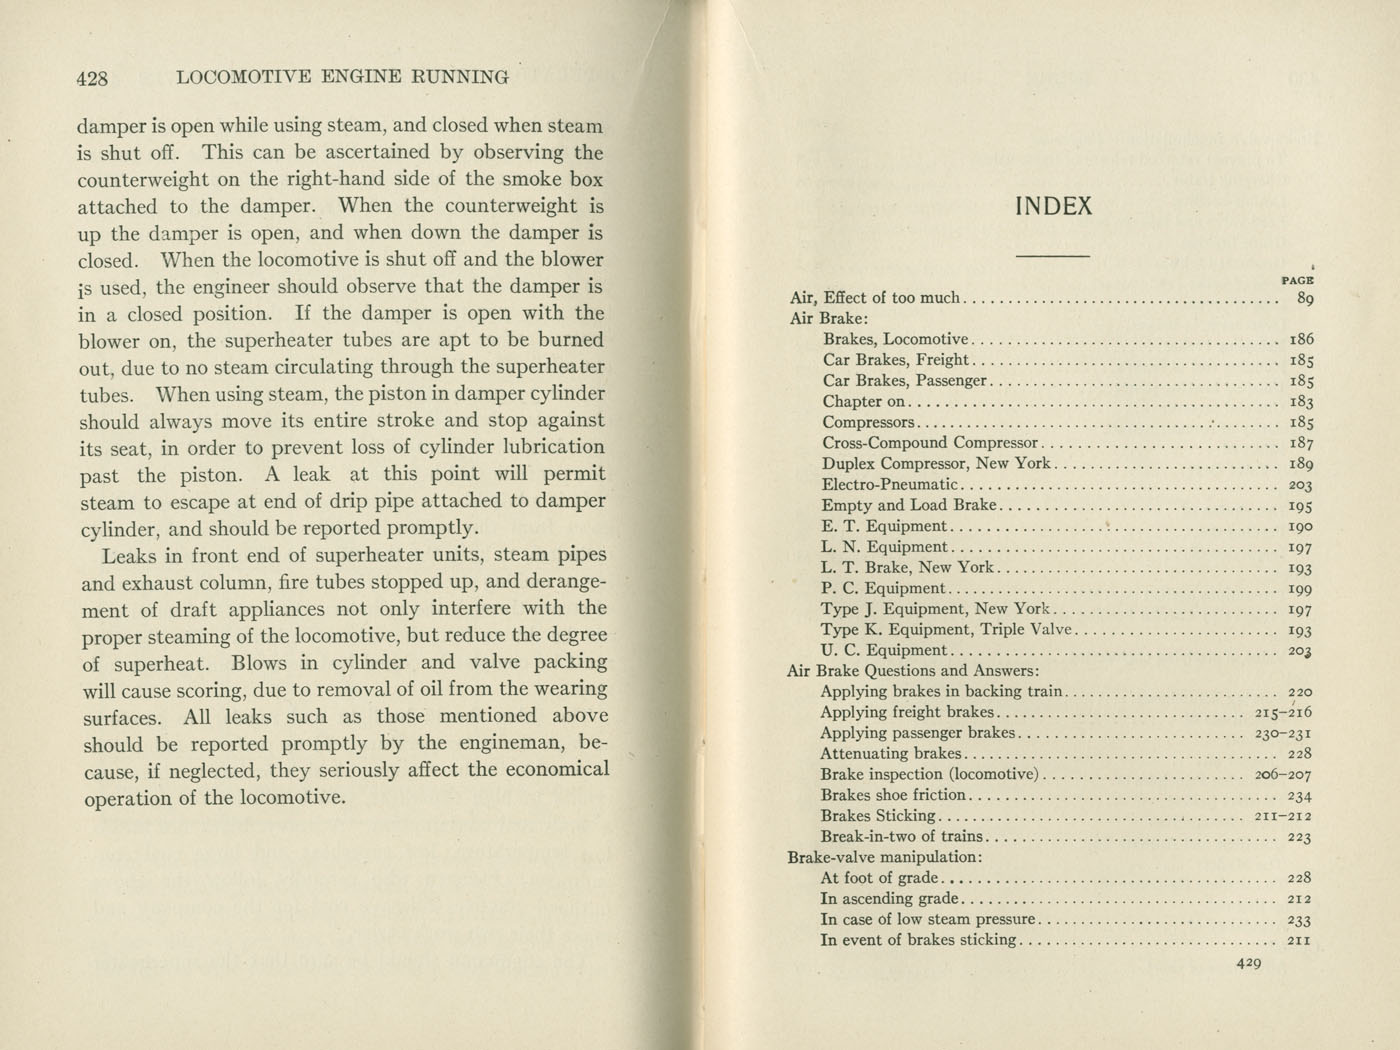 428 LOCOMOTIVE ENGINE RUNNING
damper is open while using steam, and closed when steam
is shut off. This can be ascertained by observing the
counterweight on the right-hand side of the smoke box
attached to the damper. When the counterweight is
up the damper is open, and when down the damper is
closed. When the locomotive is shut off and the blower
is used, the engineer should observe that the damper is
in a closed position. If the damper is open with the
blower on, the superheater tubes are apt to be burned
out, due to no steam circulating through the superheater
tubes. When using steam, the piston in damper cylinder
should always move its entire stroke and stop against
its seat, in order to prevent loss of cylinder lubrication
past the piston. A leak at this point will permit
steam to escape at end of drip pipe attached to damper
cylinder, and should be reported promptly.
Leaks in front end of superheater units, steam pipes
and exhaust column, fire tubes stopped up, and derange-
ment of draft appliances not only interfere with the
proper steaming of the locomotive, but reduce the degree
of superheat. Blows in cylinder and valve packing
will cause scoring, due to removal of oil from the wearing
surfaces. All leaks such as those mentioned above
should be reported promptly by the engineman, be-
cause, if neglected, they seriously affect the economical
operation of the locomotive.
INDEX
PAGE
Air, Effect of too much.................................. 89
Air Brake:
Brakes, Locomotive.................................. 186
Car Brakes, Freight.................................. 185
Car Brakes, Passenger................................ 185
Chapter on........................................ 183
Compressors....................................... 185
Cross-Compound Compressor.......................... 187
Duplex Compressor, New York........................ 189
Electro-Pneumatic.................................. 203
Empty and Load Brake.............................. 195
E. T. Equipment................................... 190
L. N. Equipment................................... 197
L. T. Brake, New York.............................. 193
P. C. Equipment................................... 199
Type J. Equipment, New York........................ 197
Type K. Equipment, Triple Valve...................... 193
U. C. Equipment................................... 203
Air Brake Questions and Answers:
Applying brakes in backing train....................... 220
Applying freight brakes........................... 215–216
Applying passenger brakes......................... 230–231
Attenuating brakes.................................. 228
Brake inspection (locomotive)...................... 206–207
Brakes shoe friction.................................. 234
Brakes Sticking................................. 211–212
Break-in-two of trains................................ 223
Brake-valve manipulation:
At foot of grade.................................... 228
In ascending grade.................................. 212
In case of low steam pressure.......................... 233
In event of brakes sticking............................ 211
429